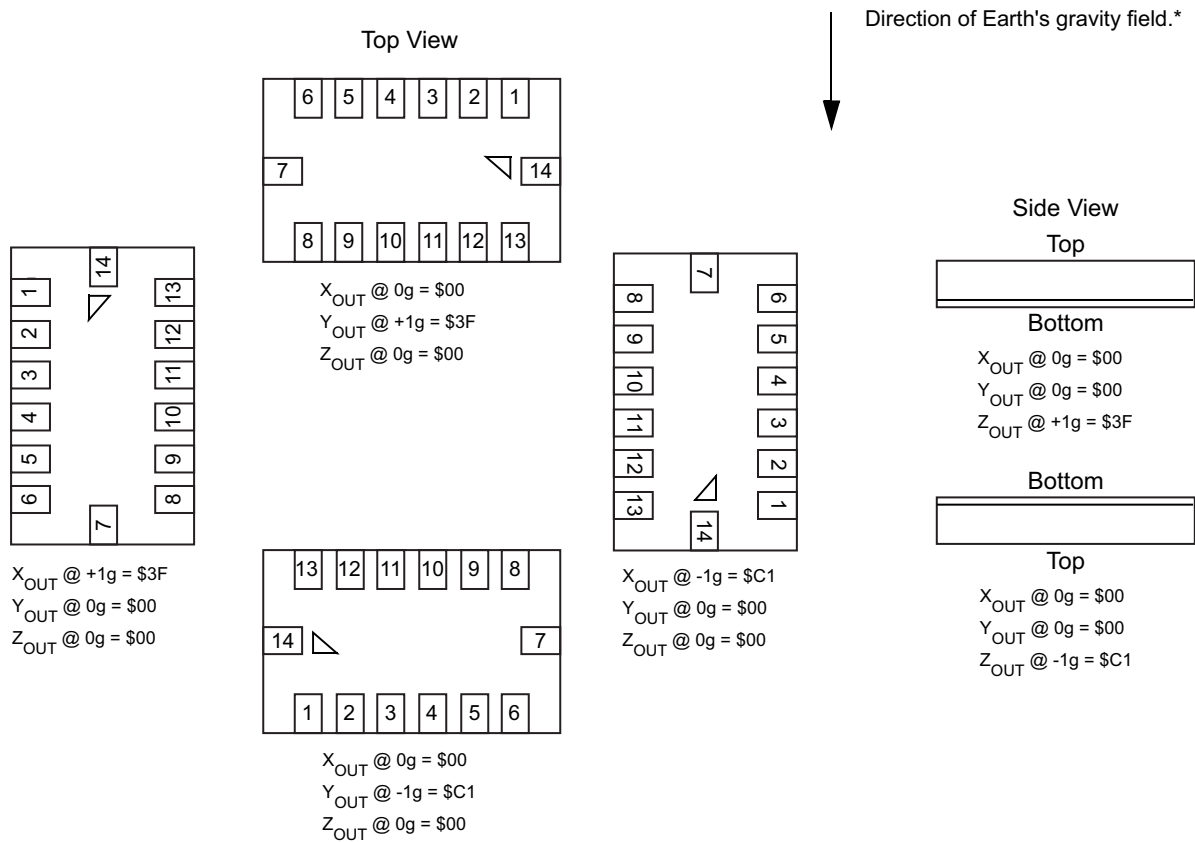 Direction of Earth's gravity field.*
Top View
6 5 4 3 2 1
7 14
8 9 10 11 12 13
X_OUT @ 0g = $00
Y_OUT @ +1g = $3F
Z_OUT @ 0g = $00
14
1 13
2 12
3 11
4 10
5 9
6 8
7
X_OUT @ +1g = $3F
Y_OUT @ 0g = $00
Z_OUT @ 0g = $00
13 12 11 10 9 8
14 7
1 2 3 4 5 6
X_OUT @ 0g = $00
Y_OUT @ -1g = $C1
Z_OUT @ 0g = $00
7
8 6
9 5
10 4
11 3
12 2
13 1
14
X_OUT @ -1g = $C1
Y_OUT @ 0g = $00
Z_OUT @ 0g = $00
Side View
Top
Bottom
X_OUT @ 0g = $00
Y_OUT @ 0g = $00
Z_OUT @ +1g = $3F
Bottom
Top
X_OUT @ 0g = $00
Y_OUT @ 0g = $00
Z_OUT @ -1g = $C1